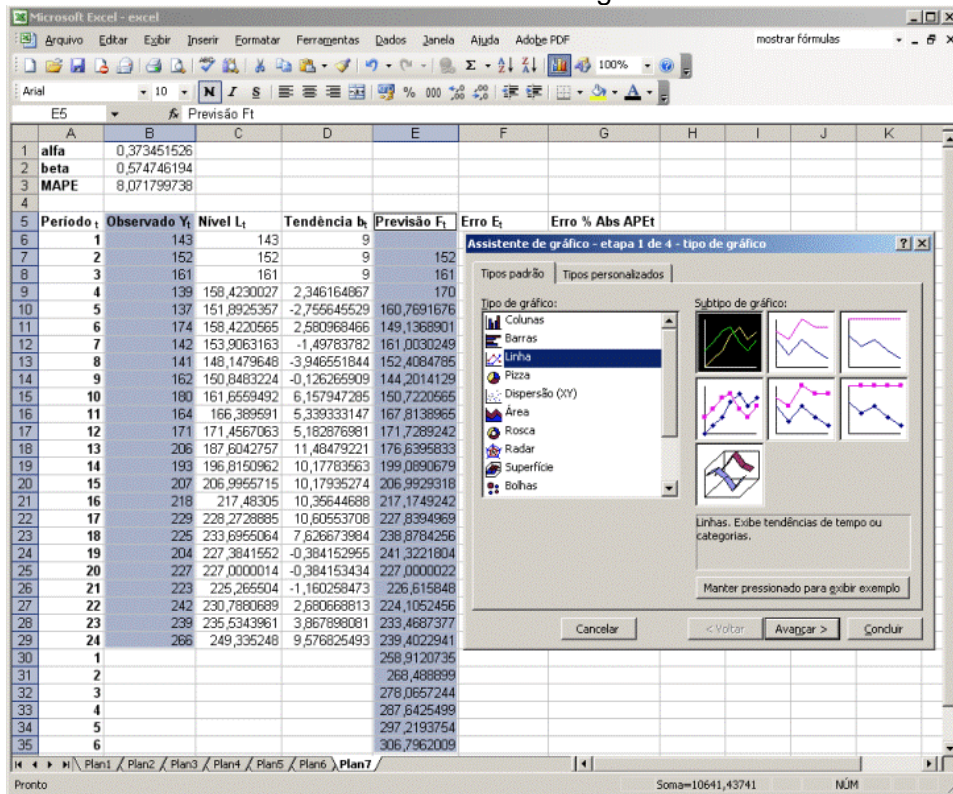 Microsoft Excel - excel
Arquivo Editar Exibir Inserir Formatar Ferramentas Dados Janela Ajuda Adobe PDF mostrar fórmulas
100%
Arial 10 N I S % 000
E5 fx Previsão Ft
A B C D E F G H I J K
1 alfa 0,373451526
2 beta 0,574746194
3 MAPE 8,071799738
4
5 Período t Observado Yt Nível Lt Tendência bt Previsão Ft Erro Et Erro % Abs APEt
6 1 143 143 9
7 2 152 152 9 152
8 3 161 161 9 161
9 4 139 158,4230027 2,346164867 170
10 5 137 151,8925357 -2,755645529 160,7691676
11 6 174 158,4220565 2,580968466 149,1368901
12 7 142 153,9063163 -1,49783782 161,0030249
13 8 141 148,1479648 -3,946551844 152,4084785
14 9 162 150,8483224 -0,126265909 144,2014129
15 10 180 161,6559492 6,157947285 150,7220565
16 11 164 166,389591 5,339333147 167,8138965
17 12 171 171,4567063 5,182876981 171,7289242
18 13 206 187,6042757 11,48479221 176,6395833
19 14 193 196,8150962 10,17783563 199,0890679
20 15 207 206,9955715 10,17935274 206,9929318
21 16 218 217,48305 10,35644688 217,1749242
22 17 229 228,2728885 10,60553708 227,8394969
23 18 225 233,6955064 7,626673984 238,8784256
24 19 204 227,3841552 -0,384152955 241,3221804
25 20 227 227,0000014 -0,384153434 227,0000022
26 21 223 225,265504 -1,160258473 226,615848
27 22 242 230,7880689 2,680668813 224,1052456
28 23 239 235,5343961 3,867898081 233,4687377
29 24 266 249,335248 9,576825493 239,4022941
30 1 258,9120735
31 2 268,488899
32 3 278,0657244
33 4 287,6425499
34 5 297,2193754
35 6 306,7962009
Assistente de gráfico - etapa 1 de 4 - tipo de gráfico
Tipos padrão Tipos personalizados
Tipo de gráfico: Subtipo de gráfico:
Colunas
Barras
Linha
Pizza
Dispersão (XY)
Área
Rosca
Radar
Superfície
Bolhas
Linhas. Exibe tendências de tempo ou
categorias.
Manter pressionado para exibir exemplo
Cancelar < Voltar Avançar > Concluir
Plan1 Plan2 Plan3 Plan4 Plan5 Plan6 Plan7
Pronto Soma=10641,43741 NÚM